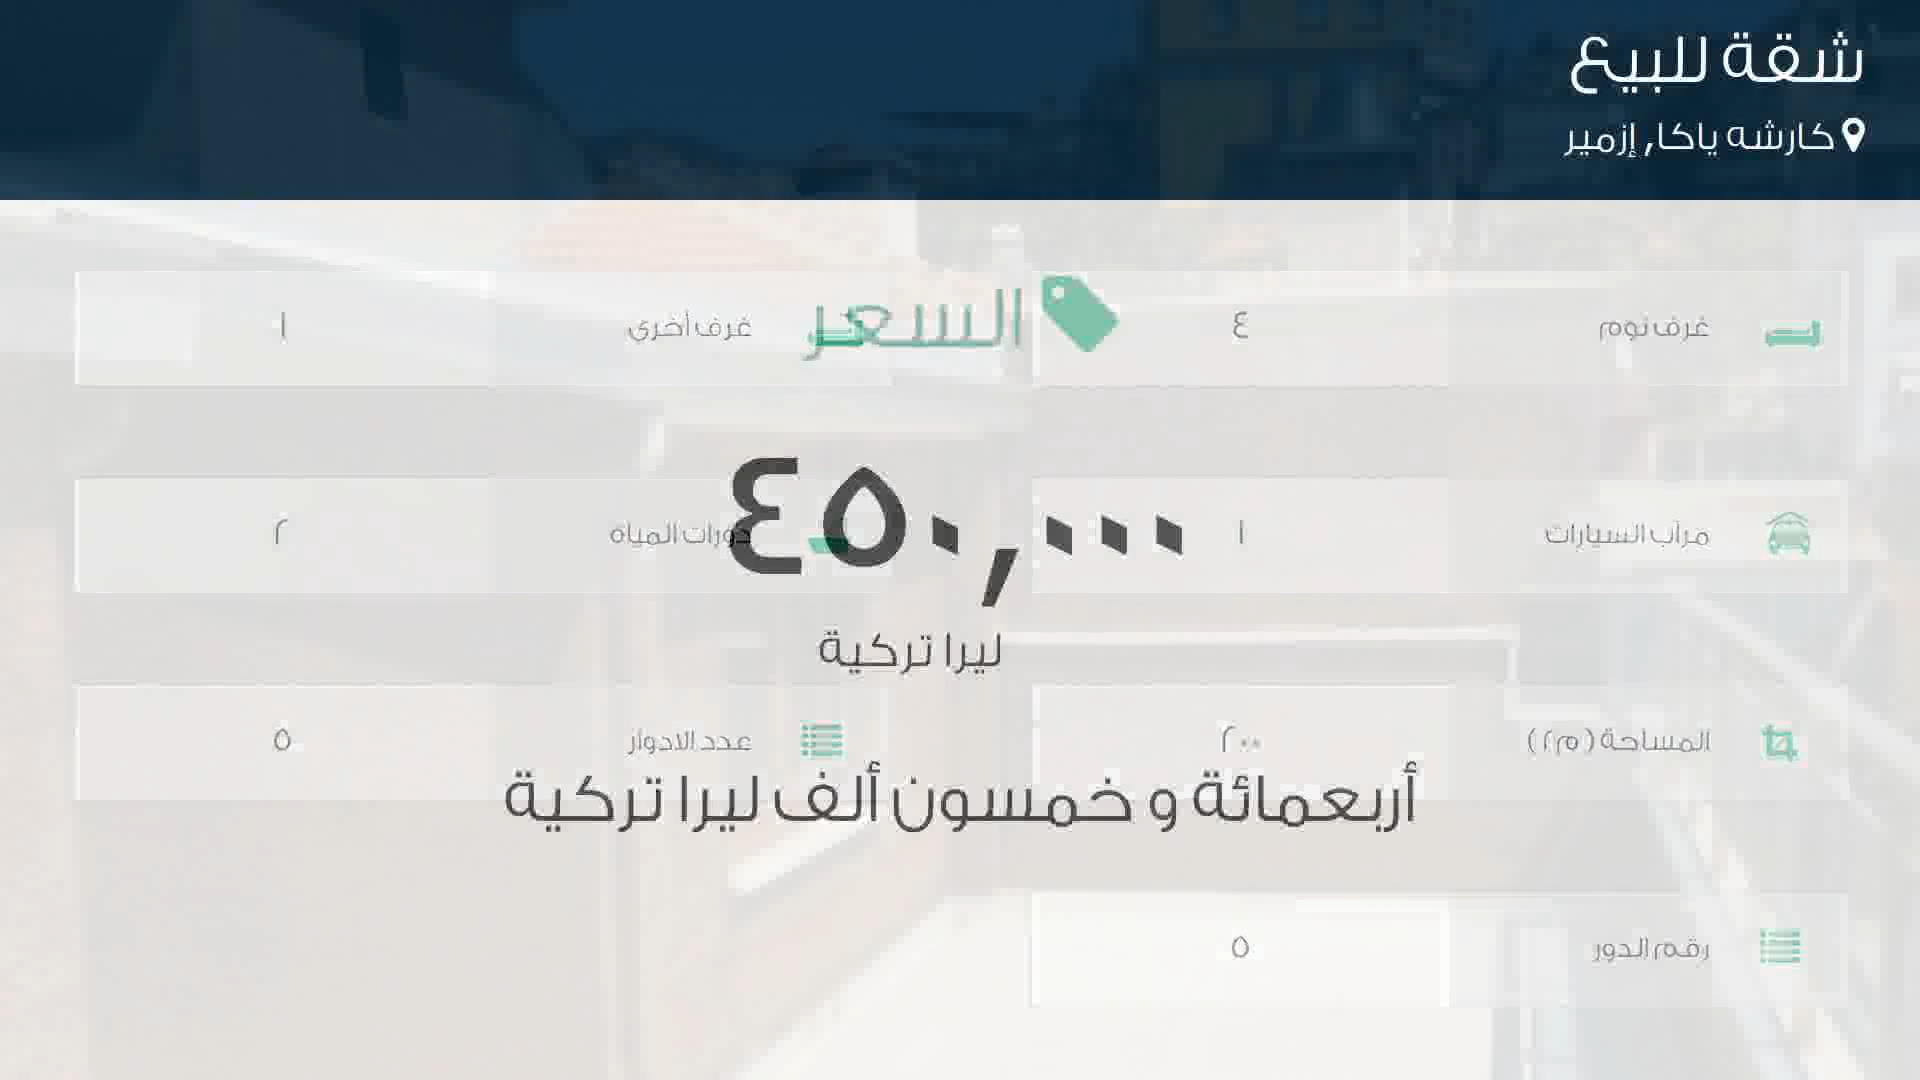 شقة للبيع
كارشه ياكا, إزمير
السعر
غرف نوم ٤
غرف أخرى ١
٤٥٠,٠٠٠
مرآب السيارات ١
دورات المياه ٢
ليرا تركية
المساحة (م٢) ٢٠٠
عدد الادوار ٥
أربعمائة و خمسون ألف ليرا تركية
رقم الدور ٥